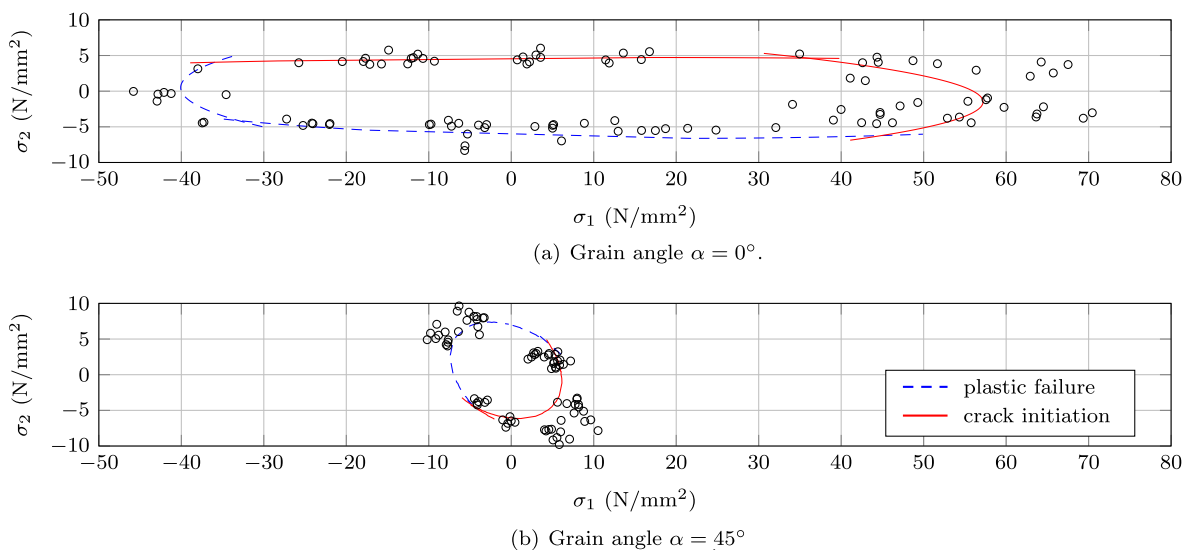 10
5
0
−5
−10
σ2 (N/mm2)
−50 −40 −30 −20 −10 0 10 20 30 40 50 60 70 80
σ1 (N/mm2)
(a) Grain angle α = 0°.
10
5
0
−5
−10
σ2 (N/mm2)
plastic failure
crack initiation
−50 −40 −30 −20 −10 0 10 20 30 40 50 60 70 80
σ1 (N/mm2)
(b) Grain angle α = 45°